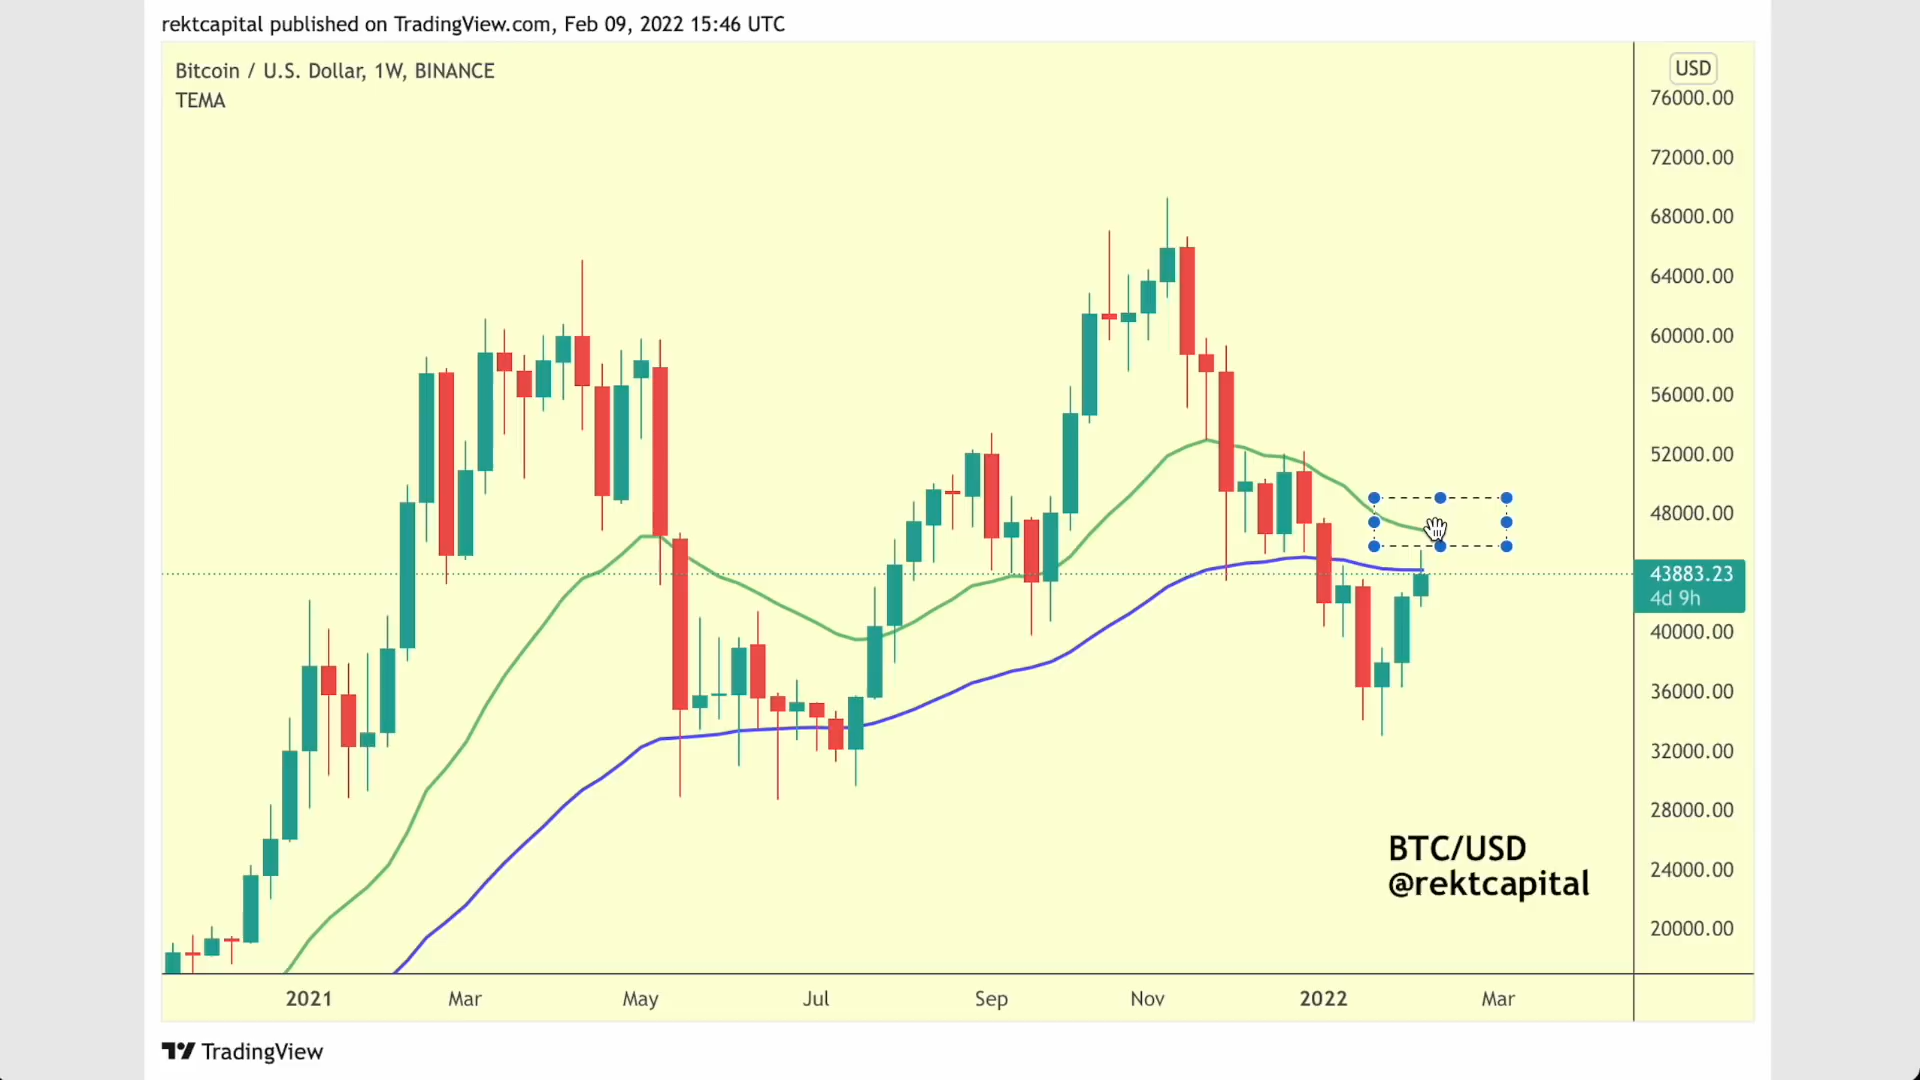 rektcapital published on TradingView.com, Feb 09, 2022 15:46 UTC
Bitcoin / U.S. Dollar, 1W, BINANCE
TEMA
USD
76000.00
72000.00
68000.00
64000.00
60000.00
56000.00
52000.00
48000.00
43883.23
4d 9h
40000.00
36000.00
32000.00
28000.00
24000.00
20000.00
BTC/USD
@rektcapital
2021 Mar May Jul Sep Nov 2022 Mar
TradingView